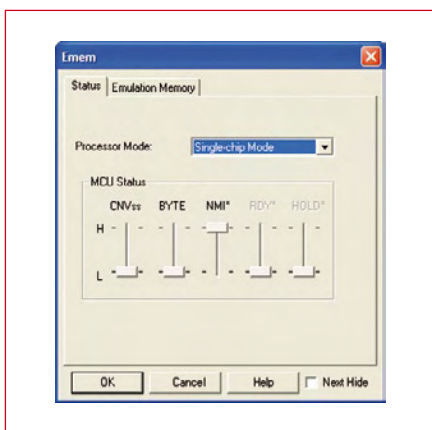 Emem
Status Emulation Memory
Processor Mode: Single-chip Mode
MCU Status
CNVss BYTE NMI* RDY* HOLD*
H
L
OK Cancel Help Next Hide